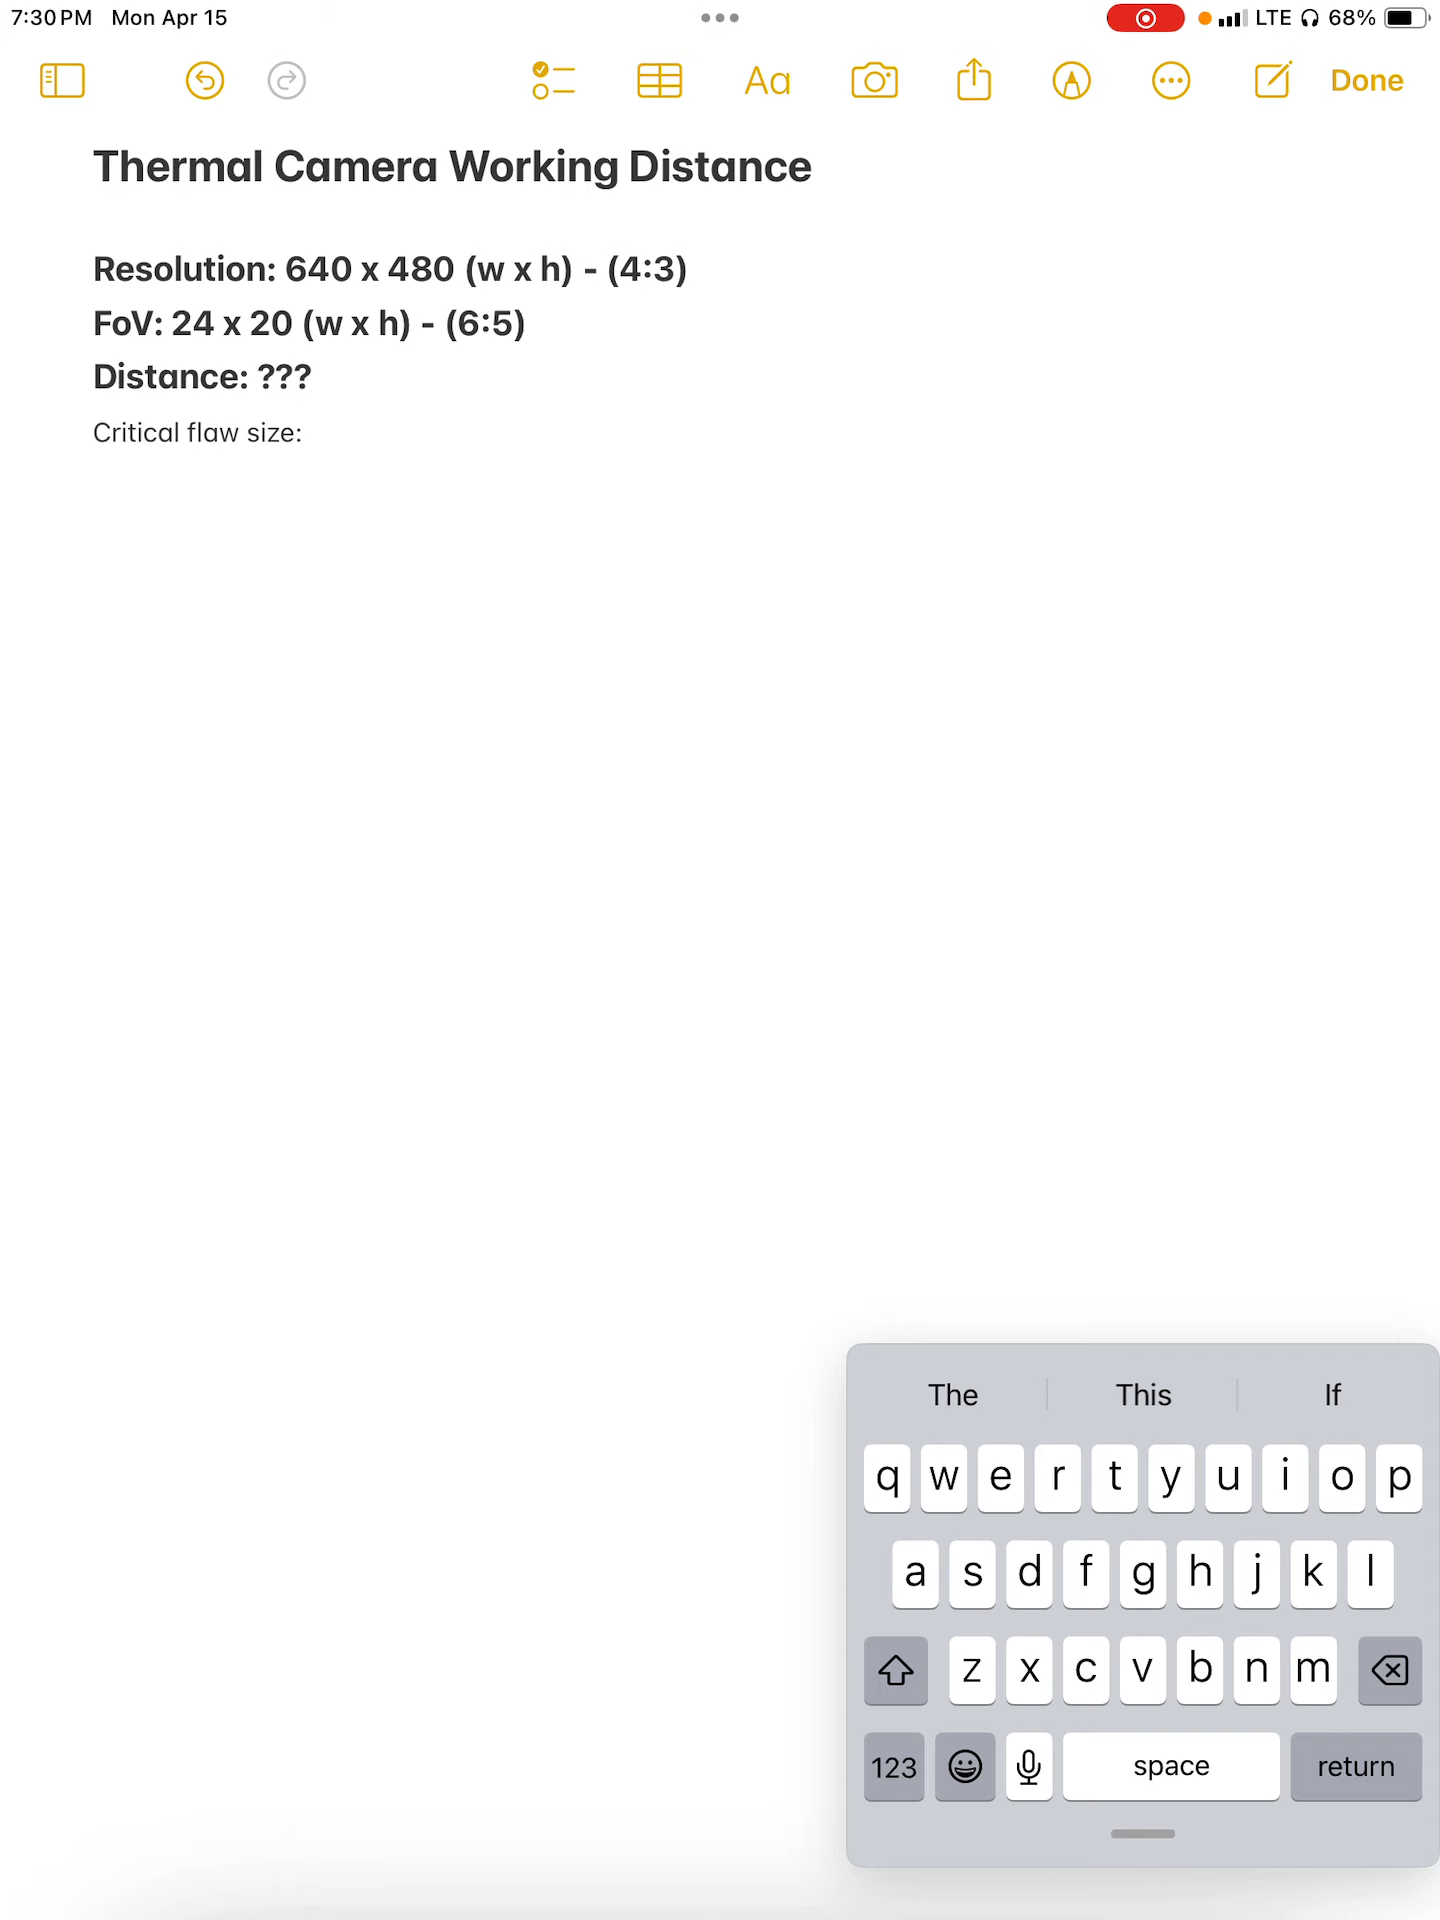 7:30 PM Mon Apr 15 LTE 68%
Aa Done
Thermal Camera Working Distance
Resolution: 640 x 480 (w x h) - (4:3)
FoV: 24 x 20 (w x h) - (6:5)
Distance: ???
Critical flaw size:
The This If
q w e r t y u i o p
a s d f g h j k l
z x c v b n m
123 space return